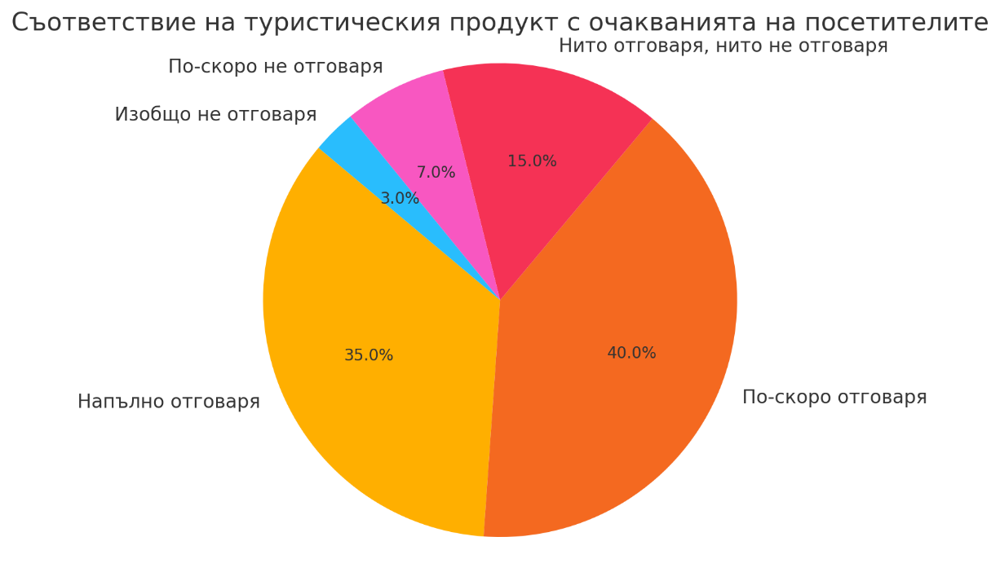 Съответствие на туристическия продукт с очакванията на посетителите
Нито отговаря, нито не отговаря
По-скоро не отговаря
Изобщо не отговаря
15.0%
7.0%
3.0%
35.0%
40.0%
Напълно отговаря
По-скоро отговаря